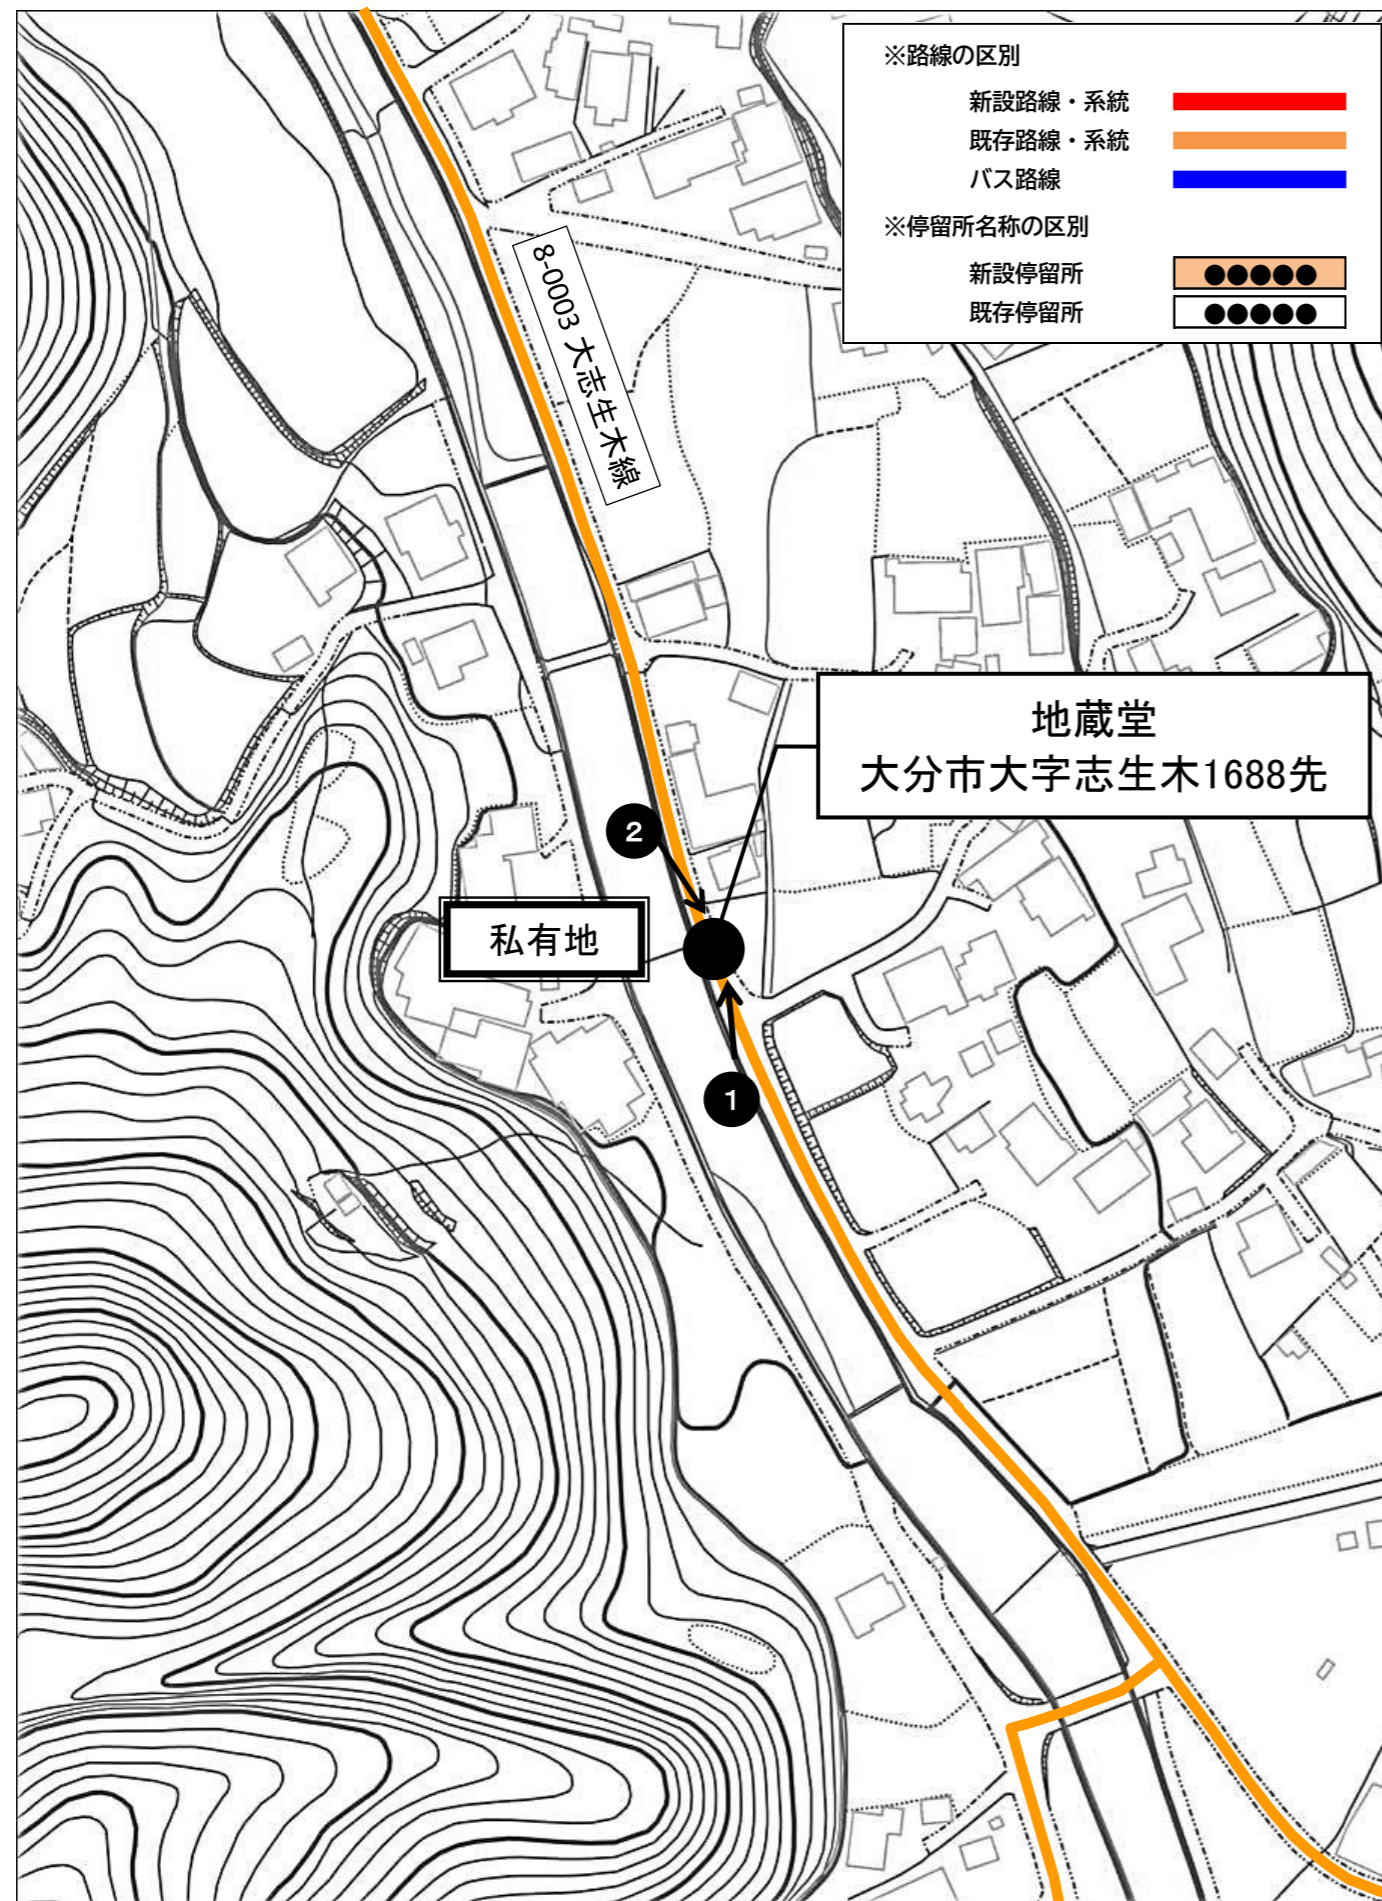 ※路線の区別
新設路線・系統
既存路線・系統
バス路線
※停留所名称の区別
新設停留所 ●●●●●
既存停留所 ●●●●●
8-0003 大志生木線
地蔵堂
大分市大字志生木1688先
2
私有地
1